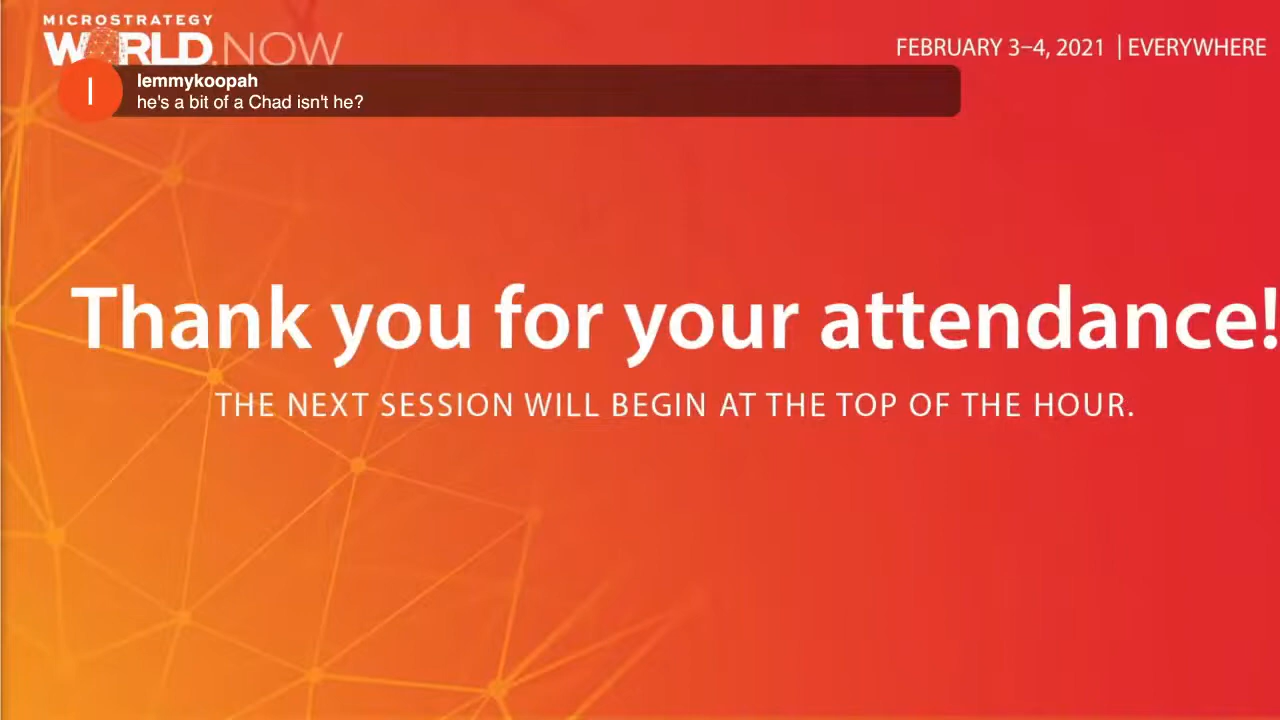 MICROSTRATEGY
WORLD.NOW
FEBRUARY 3–4, 2021 | EVERYWHERE
l
lemmykoopah
he's a bit of a Chad isn't he?
Thank you for your attendance!
THE NEXT SESSION WILL BEGIN AT THE TOP OF THE HOUR.